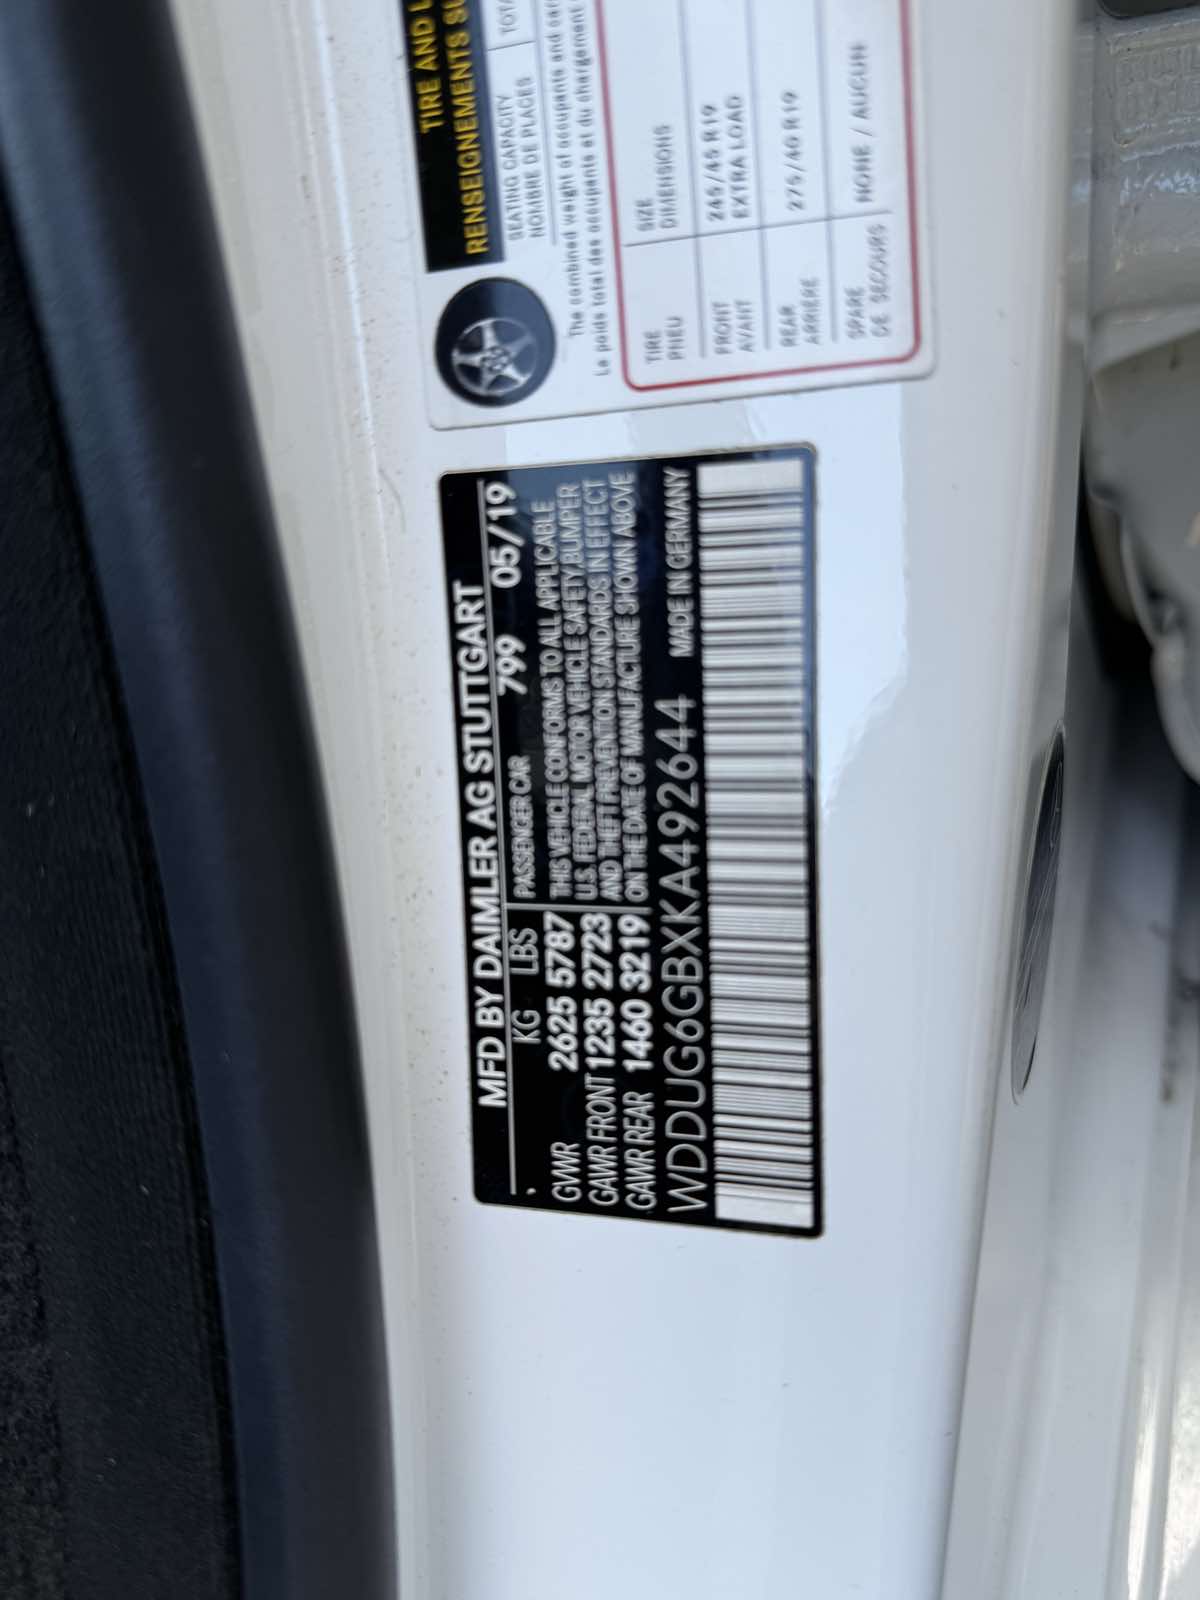 TIRE AND L
RENSEIGNEMENTS SU
SEATING CAPACITY
NOMBRE DE PLACES
TOTA
The combined weight of occupants and car
Le poids total des occupants et du chargement
TIRE SIZE
PNEU DIMENSIONS
FRONT 245/45 R19
AVANT EXTRA LOAD
REAR 275/40 R19
ARRIÈRE
SPARE NONE / AUCUN
DE SECOURS
MFD BY DAIMLER AG STUTTGART
KG LBS PASSENGER CAR 799 05/19
GVWR 2625 5787 THIS VEHICLE CONFORMS TO ALL APPLICABLE
GAWR FRONT 1235 2723 U.S. FEDERAL MOTOR VEHICLE SAFETY, BUMPER
GAWR REAR 1460 3219 AND THEFT PREVENTION STANDARDS IN EFFECT
ON THE DATE OF MANUFACTURE SHOWN ABOVE
WDDUG6GBXKA492644 MADE IN GERMANY